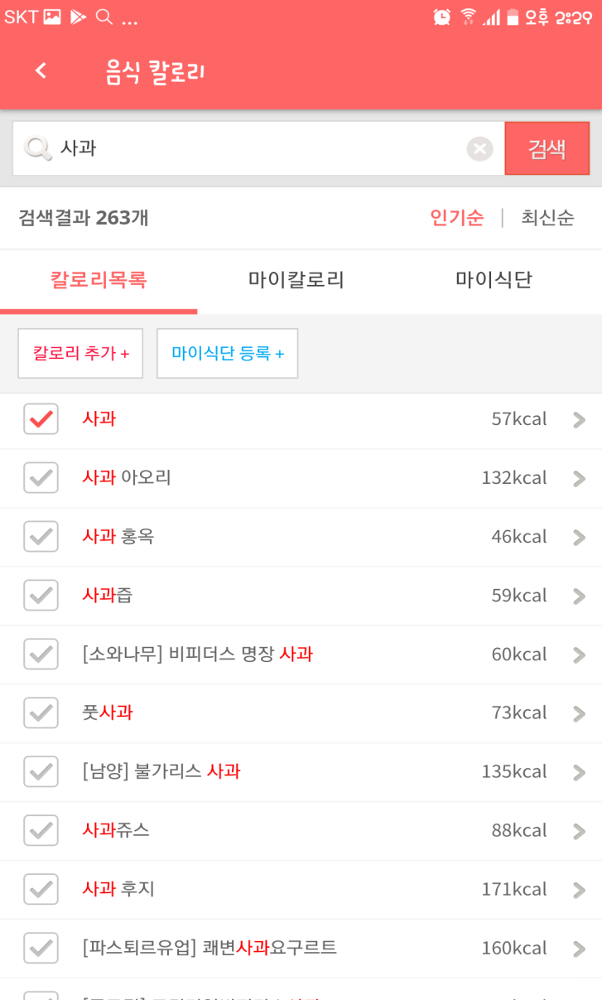 SKT ... 오후 2:29
음식 칼로리
사과 검색
검색결과 263개 인기순 | 최신순
칼로리목록 마이칼로리 마이식단
칼로리 추가 + 마이식단 등록 +
사과 57kcal
사과 아오리 132kcal
사과 홍옥 46kcal
사과즙 59kcal
[소와나무] 비피더스 명장 사과 60kcal
풋사과 73kcal
[남양] 불가리스 사과 135kcal
사과쥬스 88kcal
사과 후지 171kcal
[파스퇴르유업] 쾌변사과요구르트 160kcal